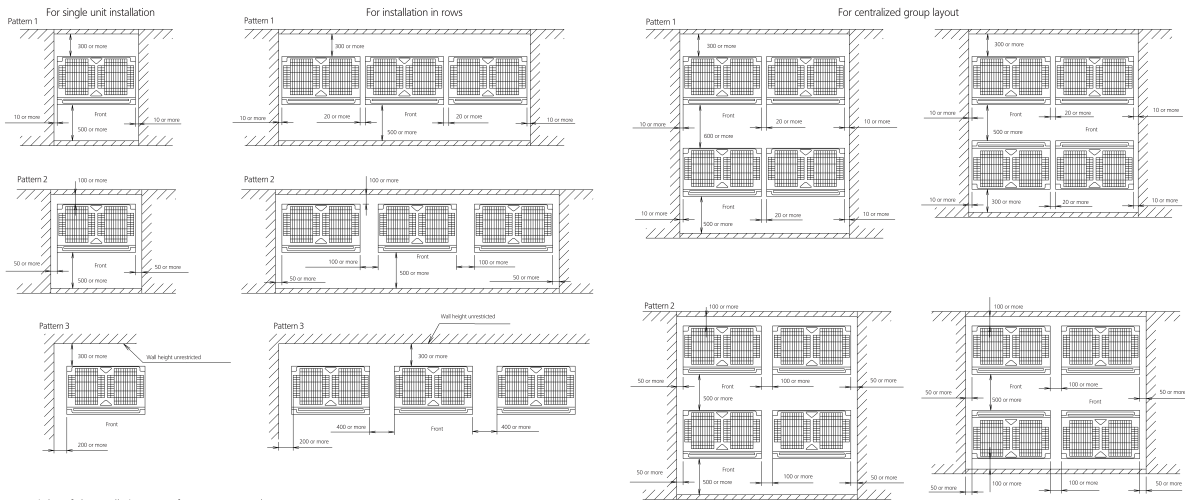 For single unit installation
Pattern 1
300 or more
Front
10 or more
10 or more
500 or more
Pattern 2
100 or more
50 or more
Front
50 or more
500 or more
Pattern 3
Wall height unrestricted
300 or more
Front
200 or more
For installation in rows
Pattern 1
300 or more
Front
10 or more
20 or more
20 or more
10 or more
500 or more
Pattern 2
100 or more
Front
100 or more
100 or more
500 or more
50 or more
50 or more
Pattern 3
Wall height unrestricted
300 or more
400 or more
Front
400 or more
200 or more
For centralized group layout
Pattern 1
300 or more
Front
10 or more
20 or more
10 or more
600 or more
Front
10 or more
20 or more
10 or more
500 or more
300 or more
Front
10 or more
20 or more
10 or more
500 or more
Front
300 or more
10 or more
20 or more
10 or more
Pattern 2
100 or more
50 or more
Front
100 or more
50 or more
500 or more
Front
50 or more
100 or more
50 or more
500 or more
100 or more
Front
100 or more
50 or more
50 or more
500 or more
Front
100 or more
50 or more
100 or more
50 or more